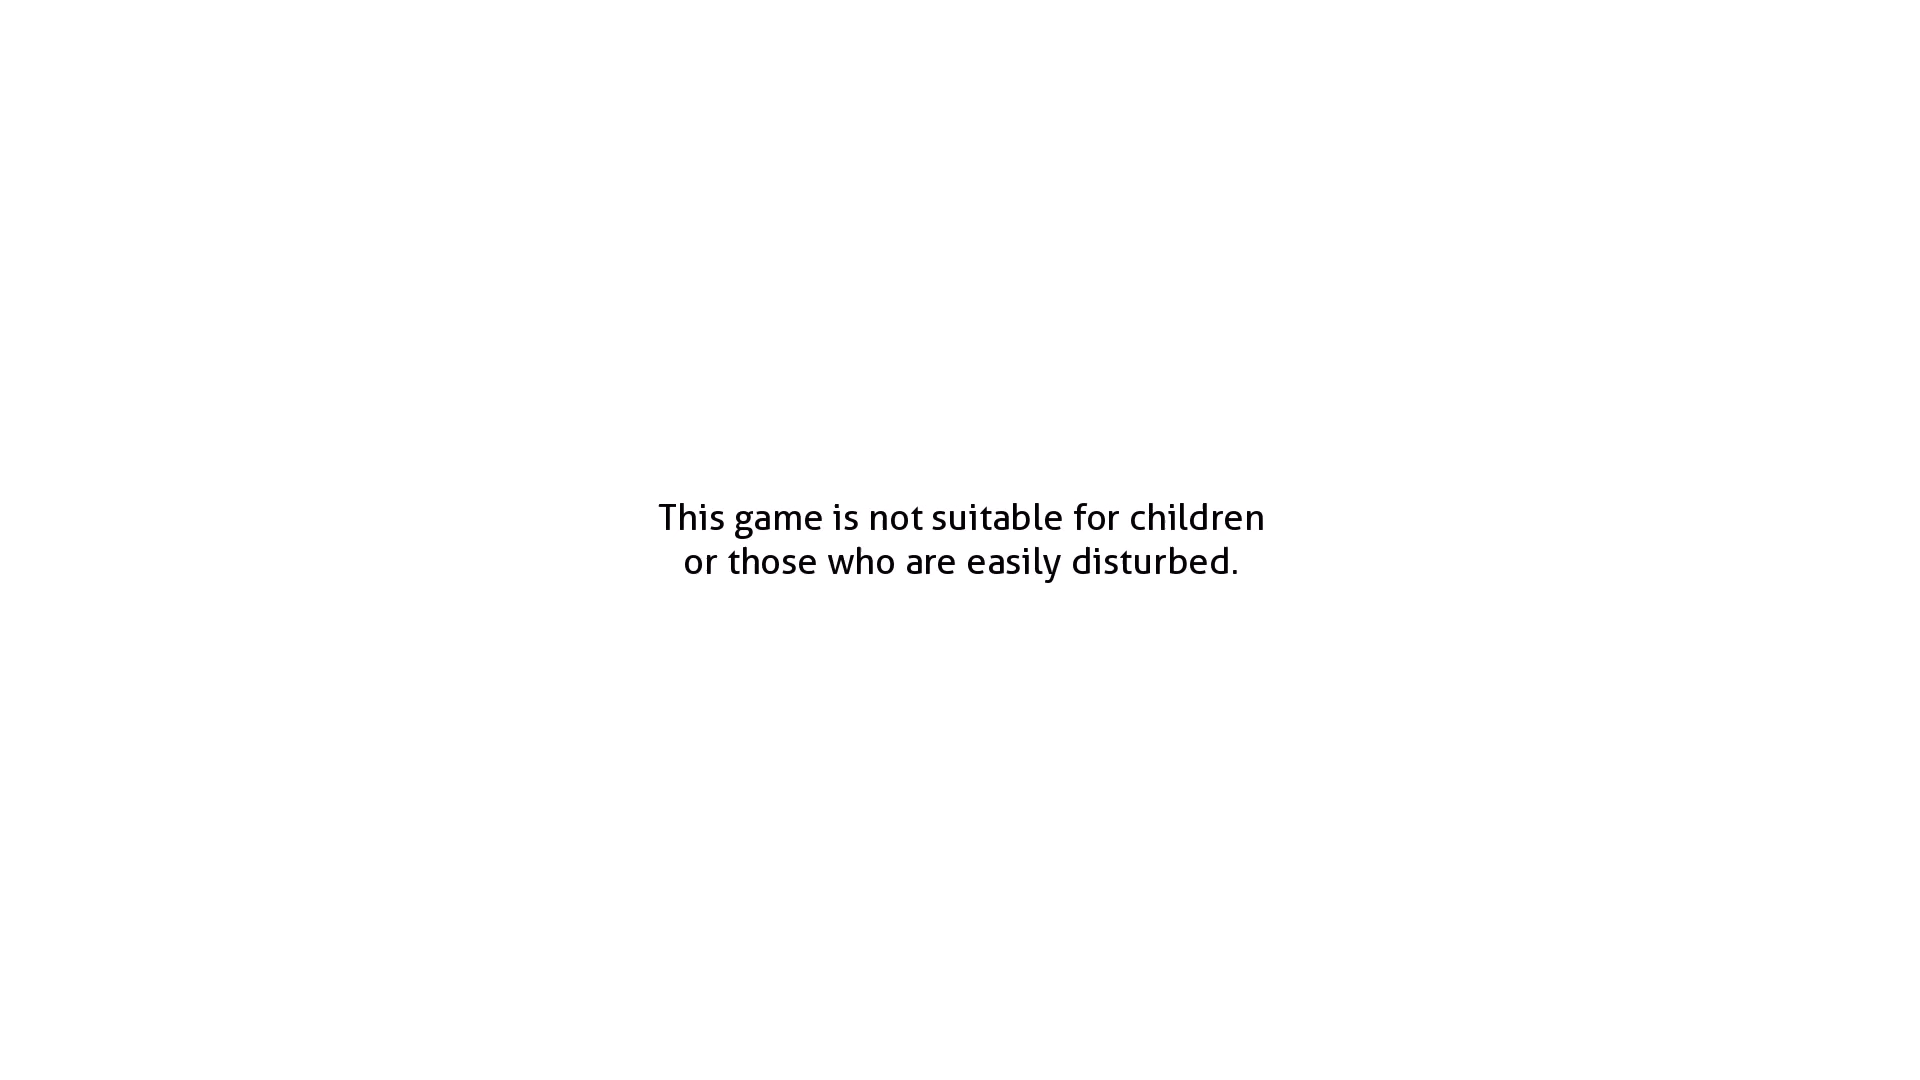 This game is not suitable for children
or those who are easily disturbed.